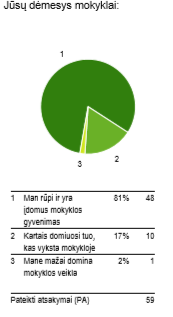 Jūsų dėmesys mokyklai:
1
2
3
1 Man rūpi ir yra 81% 48
įdomus mokyklos
gyvenimas
2 Kartais domiuosi tuo, 17% 10
kas vyksta mokykloje
3 Mane mažai domina 2% 1
mokyklos veikla
Pateikti atsakymai (PA) 59